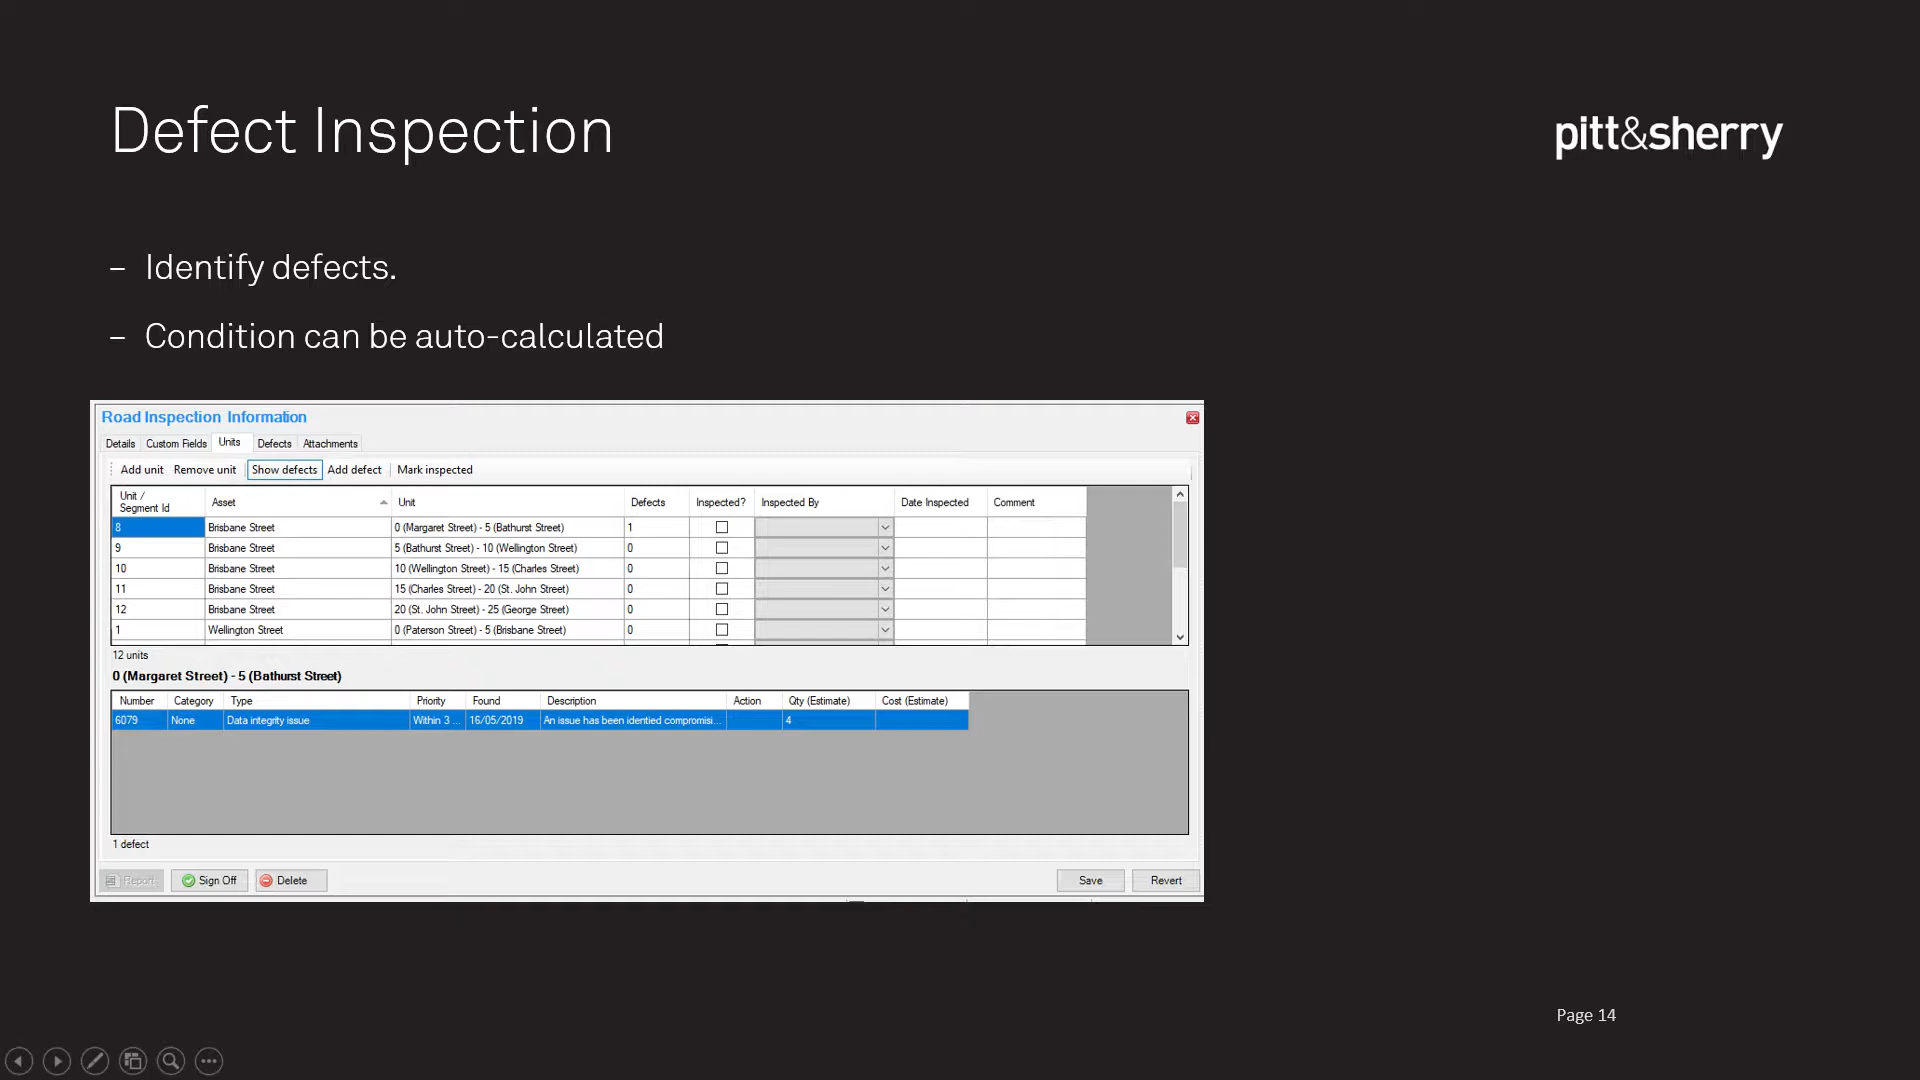 Defect Inspection
pitt&sherry
– Identify defects.
– Condition can be auto-calculated
Road Inspection Information
Details Custom Fields Units Defects Attachments
Add unit Remove unit Show defects Add defect Mark inspected
Unit / Segment Id Asset Unit Defects Inspected? Inspected By Date Inspected Comment
8 Brisbane Street 0 (Margaret Street) - 5 (Bathurst Street) 1
9 Brisbane Street 5 (Bathurst Street) - 10 (Wellington Street) 0
10 Brisbane Street 10 (Wellington Street) - 15 (Charles Street) 0
11 Brisbane Street 15 (Charles Street) - 20 (St. John Street) 0
12 Brisbane Street 20 (St. John Street) - 25 (George Street) 0
1 Wellington Street 0 (Paterson Street) - 5 (Brisbane Street) 0
12 units
0 (Margaret Street) - 5 (Bathurst Street)
Number Category Type Priority Found Description Action Qty (Estimate) Cost (Estimate)
6079 None Data integrity issue Within 3 ... 16/05/2019 An issue has been identied compromisi... 4
1 defect
Report Sign Off Delete Save Revert
Page 14